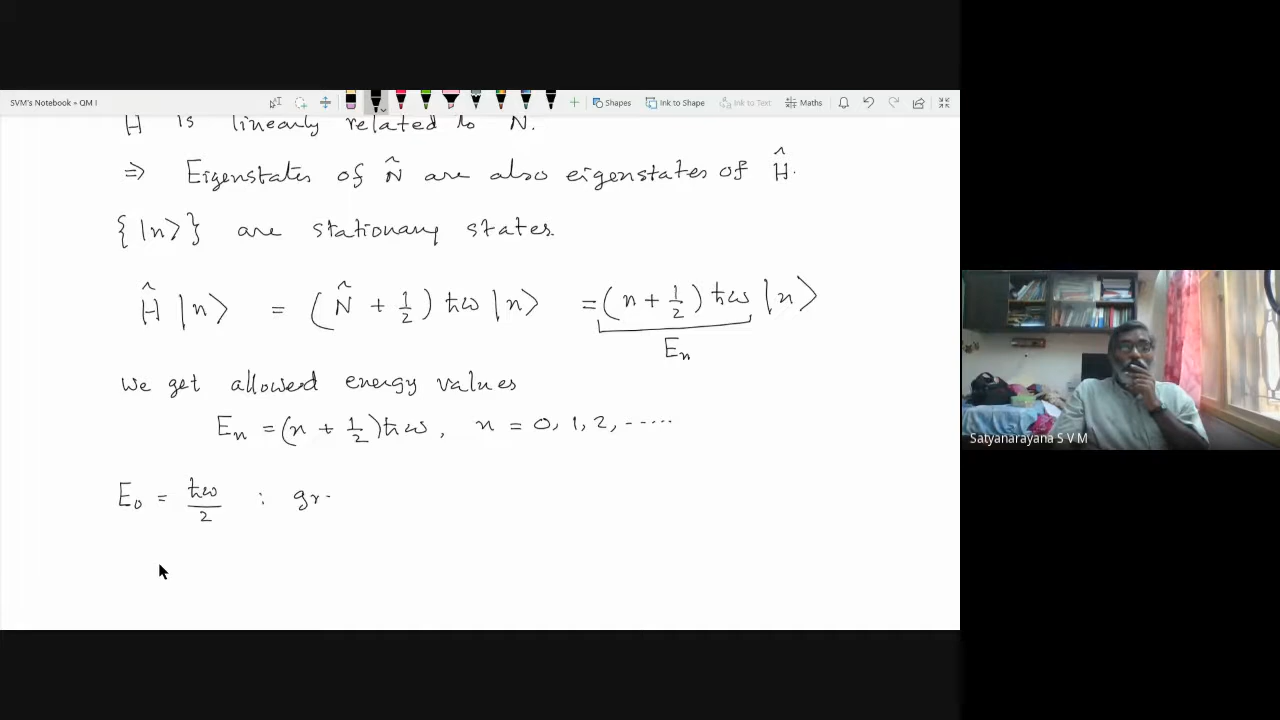 SVM's Notebook » QM I
Shapes
Ink to Shape
Ink to Text
Maths
H is linearly related to N.
⇒ Eigenstates of N̂ are also eigenstates of Ĥ.
{|n⟩} are stationary states.
Ĥ |n⟩ = (N̂ + 1/2) ħω |n⟩ = (n + 1/2) ħω |n⟩
Eₙ
We get allowed energy values
Eₙ = (n + 1/2) ħω, n = 0, 1, 2, .....
E₀ = ħω/2 : gr.
Satyanarayana S V M